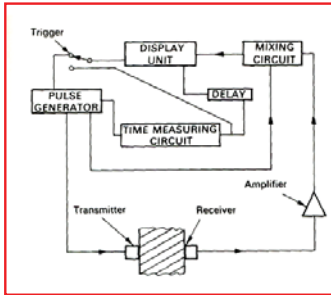 Trigger
DISPLAY
UNIT
MIXING
CIRCUIT
PULSE
GENERATOR
DELAY
TIME MEASURING
CIRCUIT
Amplifier
Transmitter
Receiver